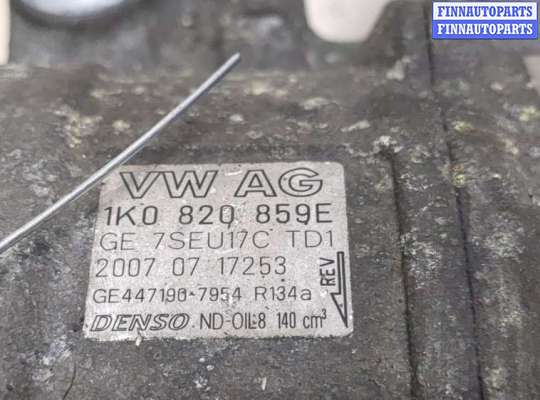 FINNAUTOPARTS
FINNAUTOPARTS
VW AG
1K0 820 859E
GE 7SEU17C TD1
2007 07 17253
GE447190-7954 R134a
REV
DENSO ND-OIL8 140 cm³